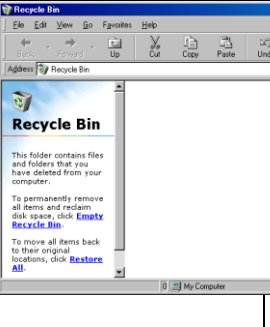 Recycle Bin
File Edit View Go Favorites Help
Back Forward Up Cut Copy Paste
Address Recycle Bin
Recycle Bin
This folder contains files
and folders that you
have deleted from your
computer.
To permanently remove
all items and reclaim
disk space, click Empty
Recycle Bin.
To move all items back
to their original
locations, click Restore
All.
0 My Computer